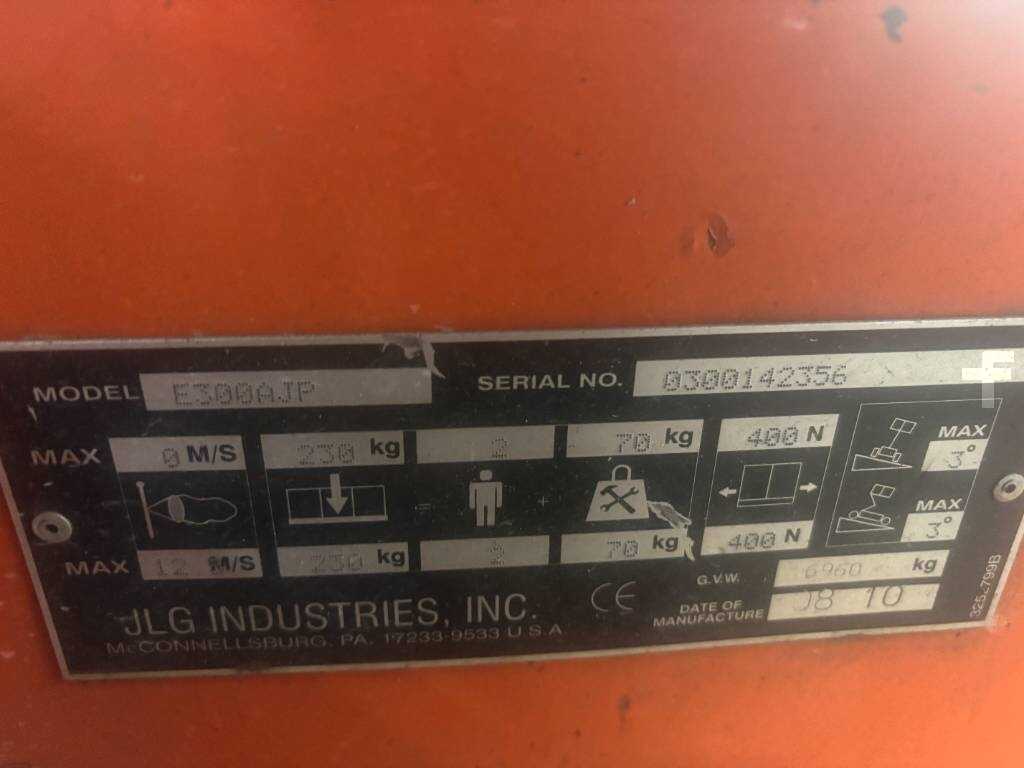 MODEL E300AJP SERIAL NO. 0300142356
MAX 0 M/S 230 kg 2 70 kg 400 N MAX 3°
= +
MAX 12 M/S 230 kg 2 70 kg 400 N MAX 3°
G.V.W. 6960 kg
JLG INDUSTRIES, INC. CE DATE OF MANUFACTURE 08 10
McCONNELLSBURG, PA. 17233-9533 U S A
3252799B